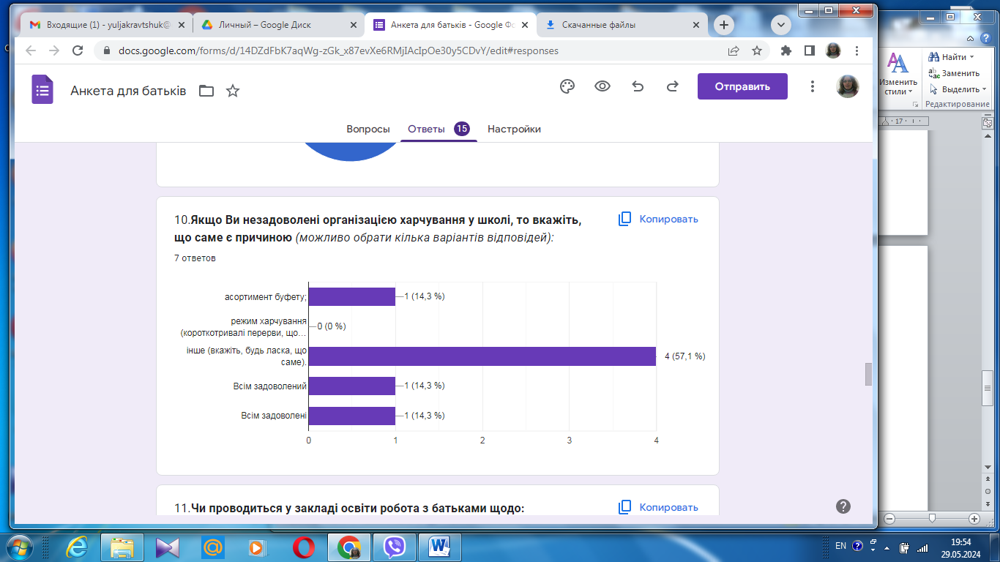 Входящие (1) - yuljakravtshuk@
Личный – Google Диск
Анкета для батьків - Google Фо
Скачанные файлы
docs.google.com/forms/d/14DZdFbK7aqWg-zGk_x87evXe6RMjIAcIpOe30y5CDvY/edit#responses
Анкета для батьків
Отправить
Вопросы
Ответы 15
Настройки
10.Якщо Ви незадоволені організацією харчування у школі, то вкажіть,
що саме є причиною (можливо обрати кілька варіантів відповідей):
Копировать
7 ответов
асортимент буфету;
1 (14,3 %)
режим харчування
(короткотривалі перерви, що…
0 (0 %)
інше (вкажіть, будь ласка, що
саме).
4 (57,1 %)
Всім задоволений
1 (14,3 %)
Всім задоволені
1 (14,3 %)
0 1 2 3 4
11.Чи проводиться у закладі освіти робота з батьками щодо:
Копировать
Найти
Заменить
Выделить
Изменить
стили
Редактирование
17
EN
19:54
29.05.2024